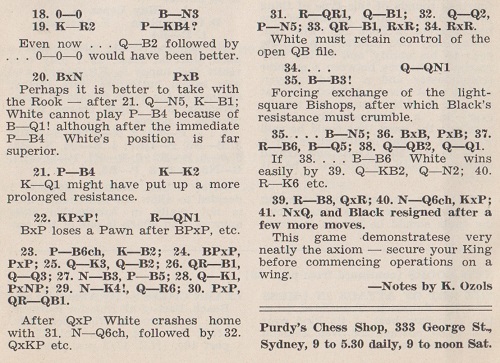 18. 0—0 B—N3
19. K—R2 P—KB4?
Even now . . . Q—B2 followed by
. . . 0—0—0 would have been better.
20. BxN PxB
Perhaps it is better to take with
the Rook — after 21. Q—N5, K—B1;
White cannot play P—B4 because of
B—Q1! although after the immediate
P—B4 White's position is far
superior.
21. P—B4 K—K2
K—Q1 might have put up a more
prolonged resistance.
22. KPxP! R—QN1
BxP loses a Pawn after BPxP, etc.
23. P—B6ch, K—B2; 24. BPxP,
PxP; 25. Q—K3, Q—B2; 26. QR—B1,
Q—Q3; 27. N—B3, P—B5; 28. Q—K1,
PxNP; 29. N—K4!, Q—R6; 30. PxP,
QR—QB1.
After QxP White crashes home
with 31. N—Q6ch, followed by 32.
QxKP etc.
31. R—QR1, Q—B1; 32. Q—Q2,
P—N5; 33. QR—B1, RxR; 34. RxR.
White must retain control of the
open QB file.
34. . . . Q—QN1
35. B—B3!
Forcing exchange of the light-
square Bishops, after which Black's
resistance must crumble.
35. . . . B—N5; 36. BxB, PxB; 37.
R—B6, B—Q5; 38. Q—QB2, Q—Q1.
If 38. . . . B—B6 White wins
easily by 39. Q—KB2, Q—N2; 40.
R—K6 etc.
39. R—B8, QxR; 40. N—Q6ch, KxP;
41. NxQ, and Black resigned after a
few more moves.
This game demonstratese very
neatly the axiom — secure your King
before commencing operations on a
wing.
—Notes by K. Ozols
Purdy's Chess Shop, 333 George St.,
Sydney, 9 to 5.30 daily, 9 to noon Sat.